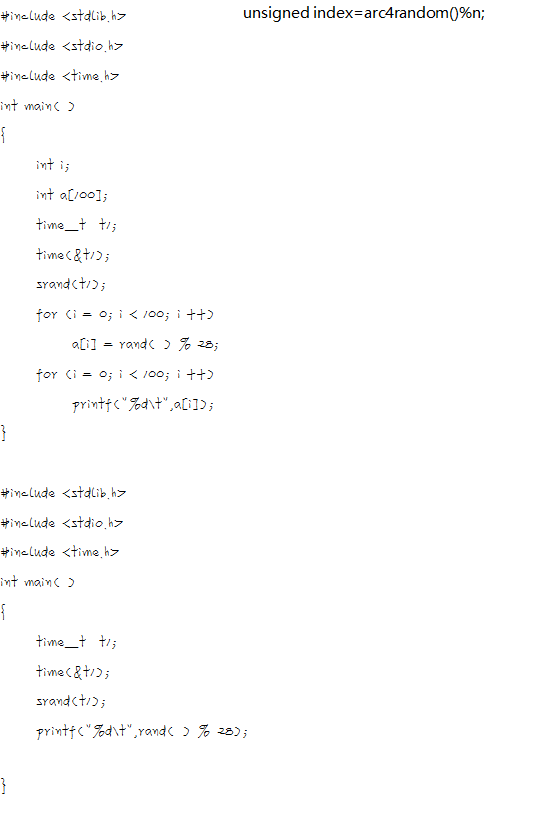 unsigned index=arc4random()%n;
#include <stdlib.h>
#include <stdio.h>
#include <time.h>
int main( )
{
int i;
int a[100];
time_t t1;
time(&t1);
srand(t1);
for (i = 0; i < 100; i ++)
a[i] = rand( ) % 28;
for (i = 0; i < 100; i ++)
printf("%d\t",a[i]);
}
#include <stdlib.h>
#include <stdio.h>
#include <time.h>
int main( )
{
time_t t1;
time(&t1);
srand(t1);
printf("%d\t",rand( ) % 28);
}